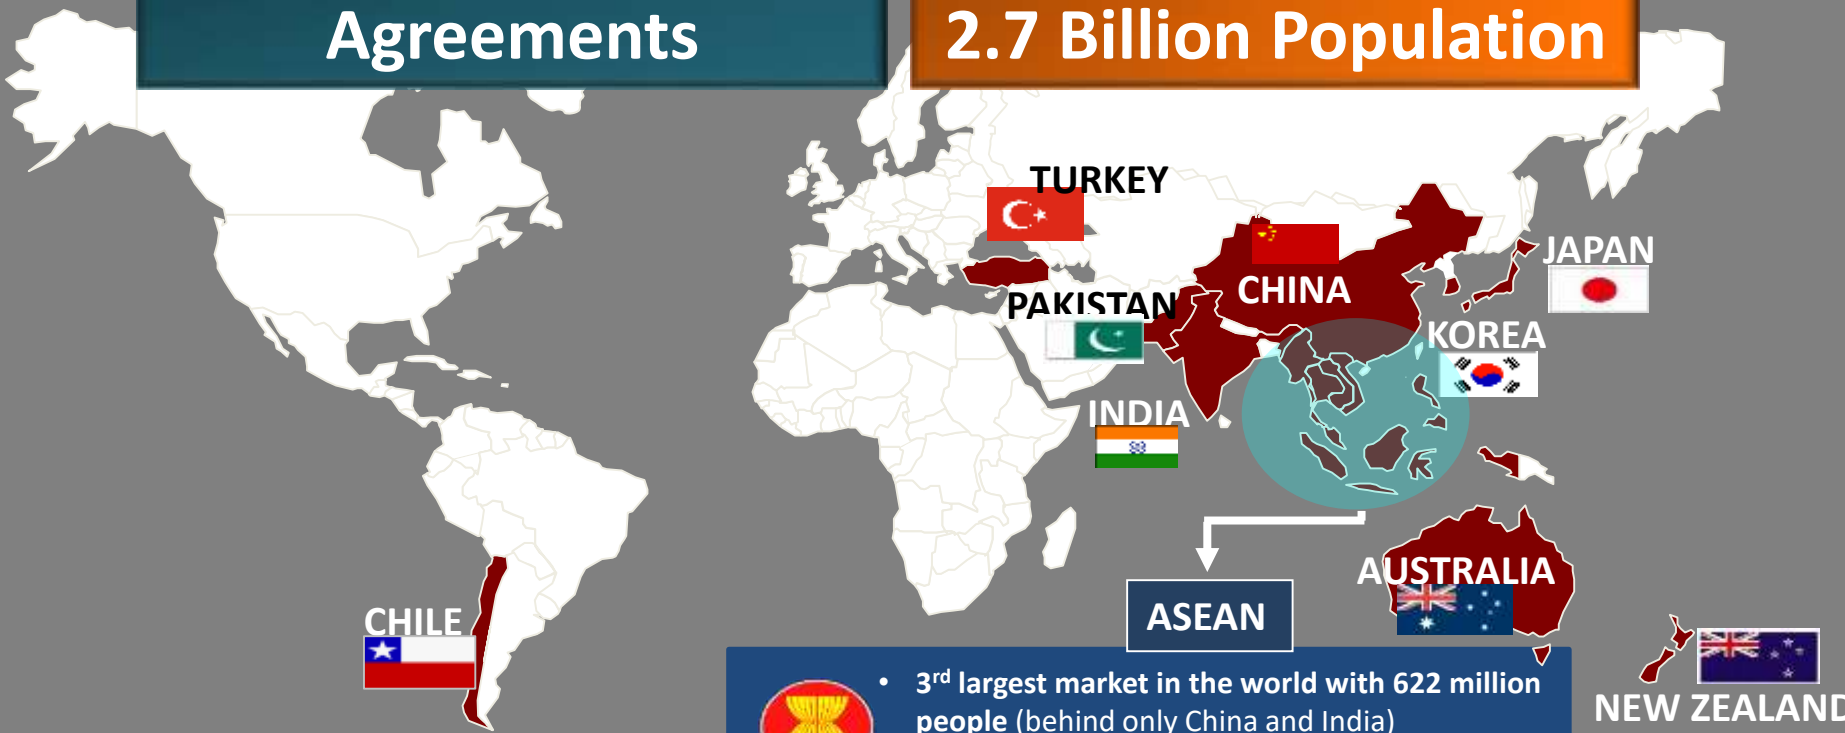 Agreements
2.7 Billion Population
TURKEY
JAPAN
CHINA
PAKISTAN
KOREA
INDIA
AUSTRALIA
ASEAN
CHILE
• 3rd largest market in the world with 622 million
people (behind only China and India)
NEW ZEALAND